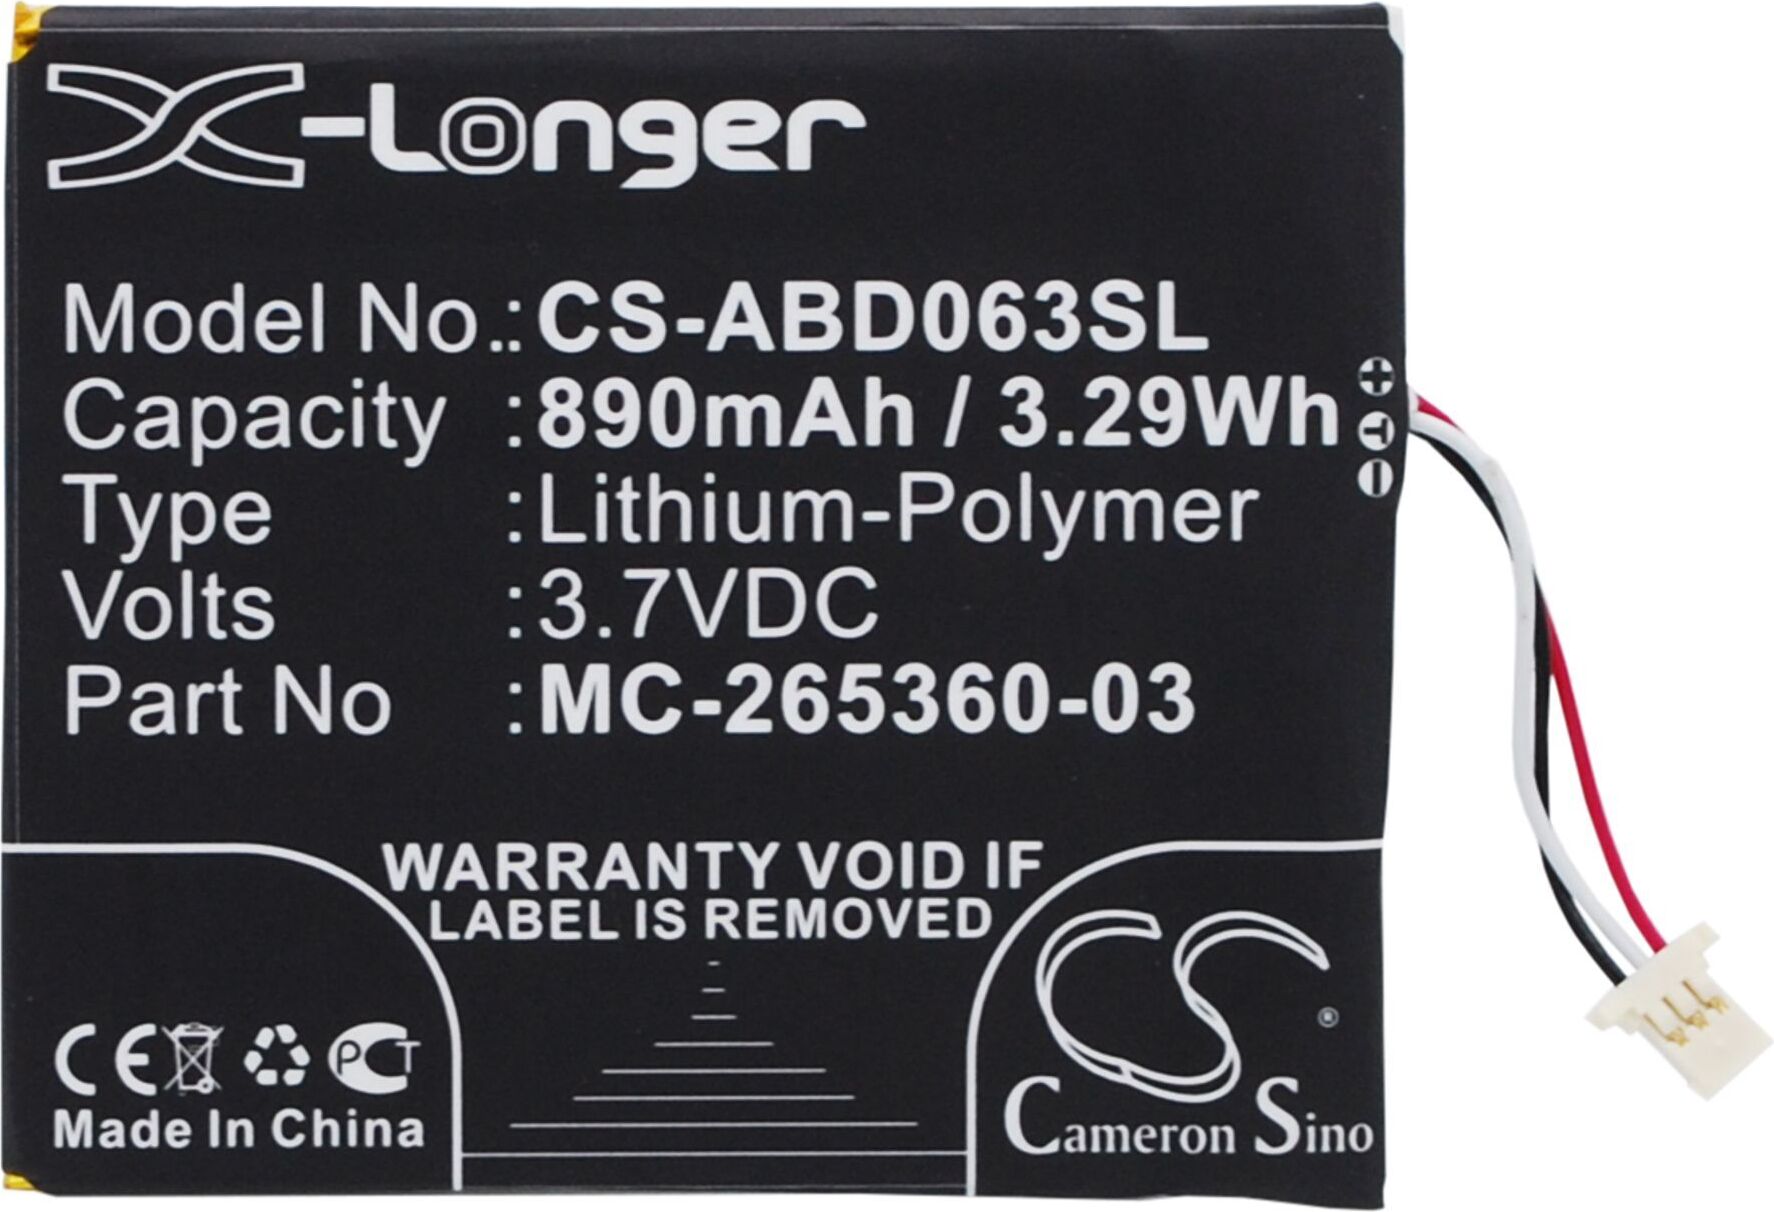 X-Longer
Model No.: CS-ABD063SL
Capacity : 890mAh / 3.29Wh
Type : Lithium-Polymer
Volts : 3.7VDC
Part No : MC-265360-03
WARRANTY VOID IF
LABEL IS REMOVED
CE PCT
Made In China
CS ®
Cameron Sino